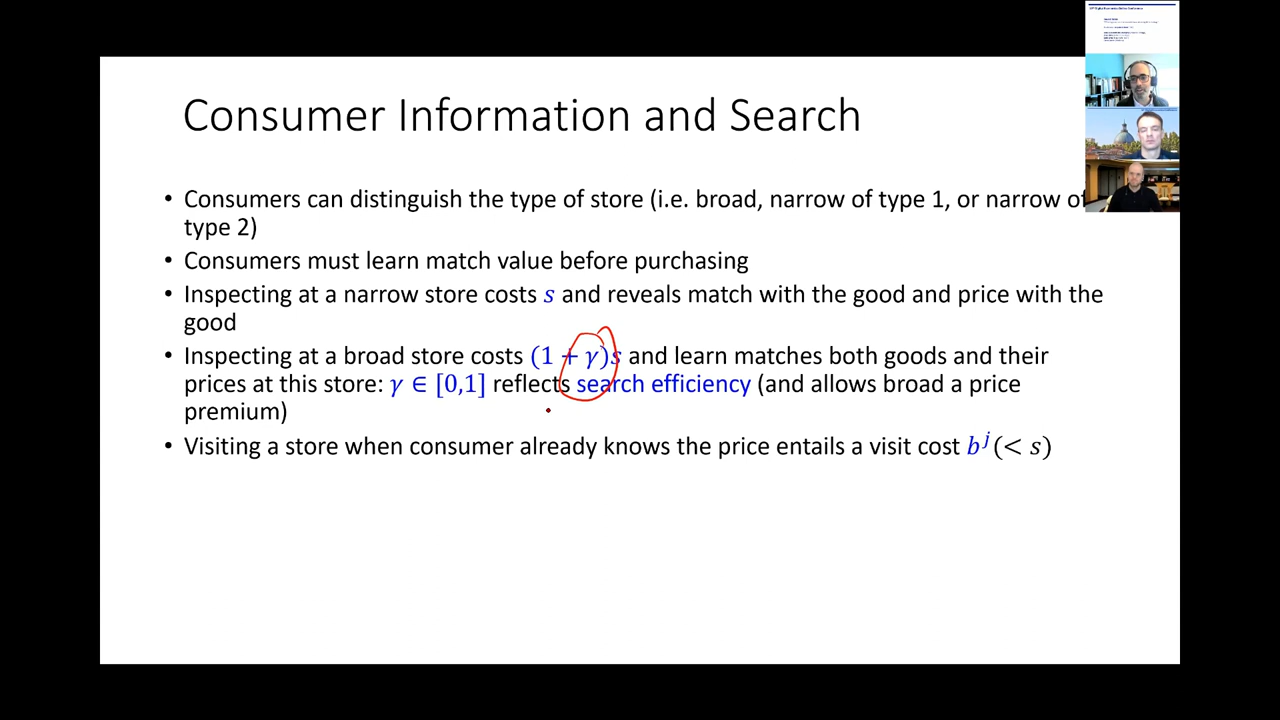 Consumer Information and Search
• Consumers can distinguish the type of store (i.e. broad, narrow of type 1, or narrow of
type 2)
• Consumers must learn match value before purchasing
• Inspecting at a narrow store costs s and reveals match with the good and price with the
good
• Inspecting at a broad store costs (1 + γ)s and learn matches both goods and their
prices at this store: γ ∈ [0,1] reflects search efficiency (and allows broad a price
premium)
• Visiting a store when consumer already knows the price entails a visit cost b^j(< s)